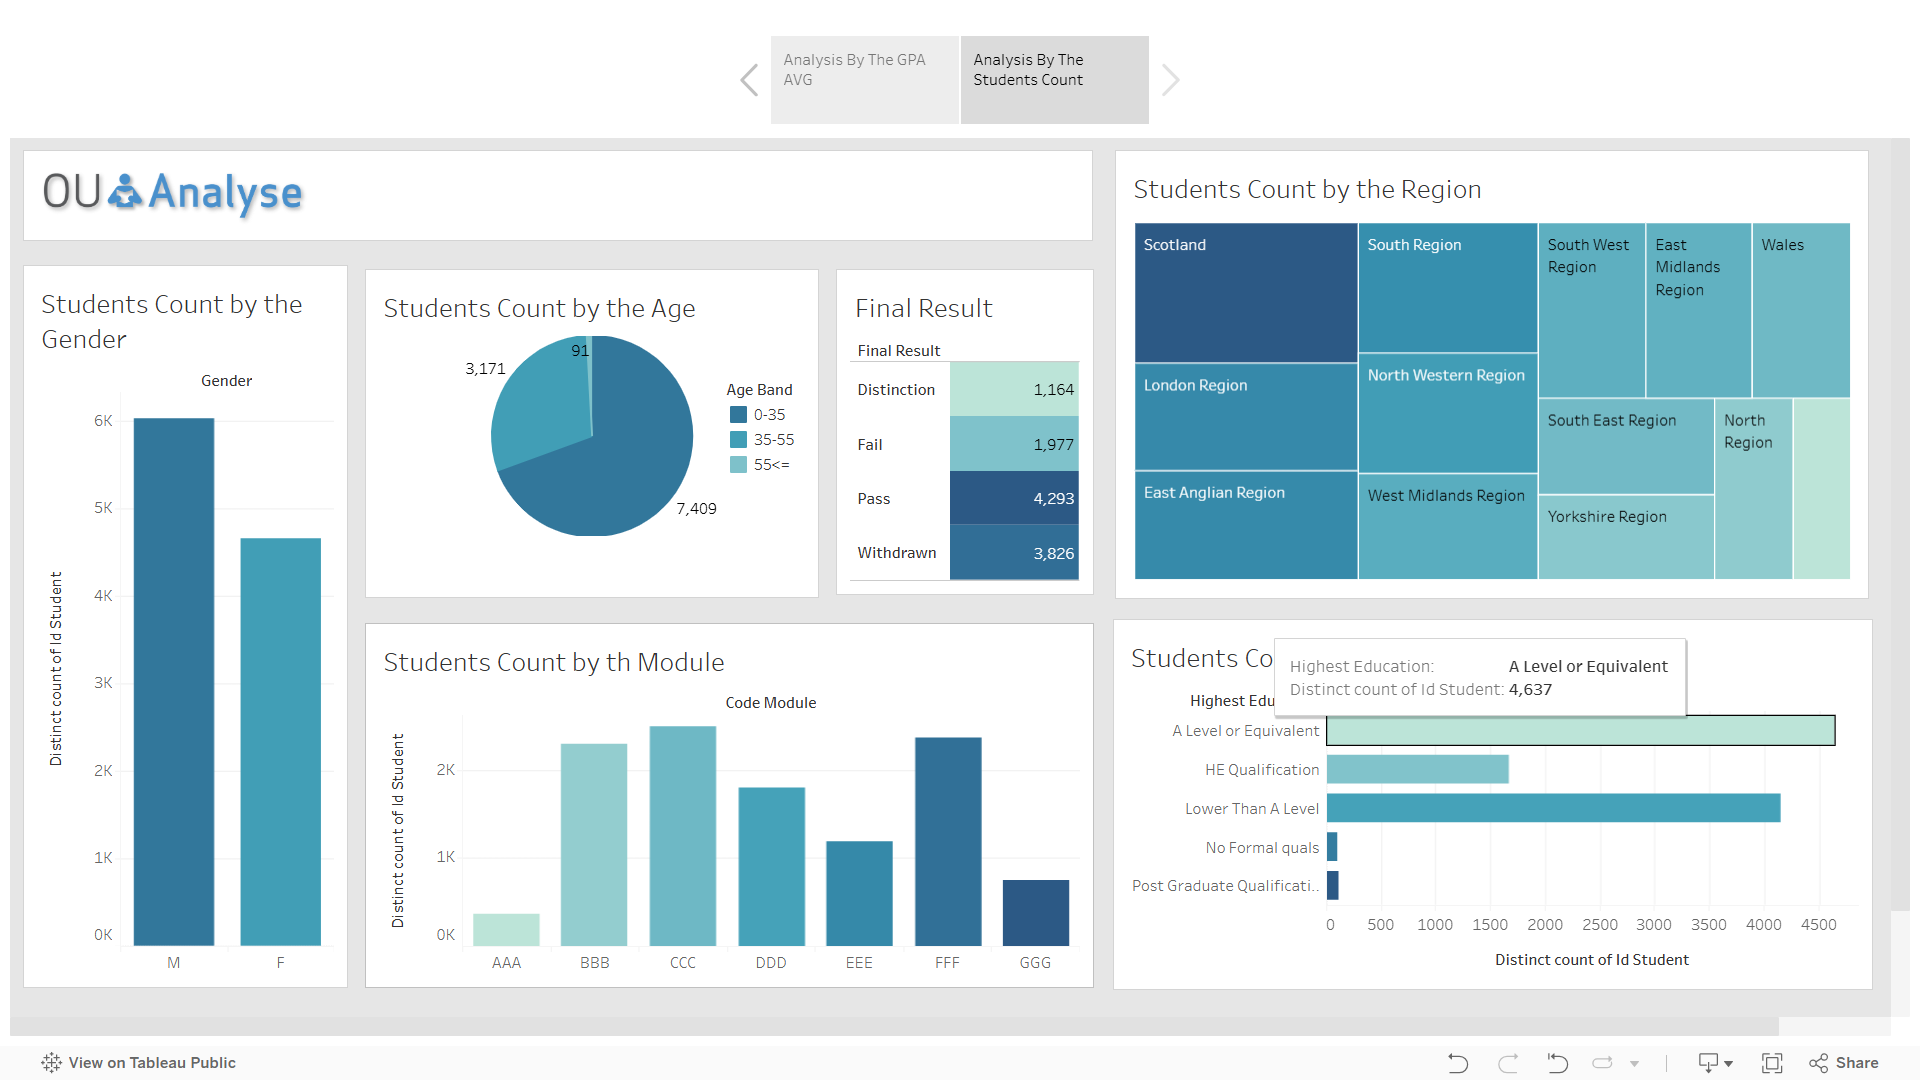 Analysis By The GPA
AVG
Analysis By The
Students Count
OU Analyse
Students Count by the
Gender
Gender
6K
5K
4K
3K
2K
1K
0K
Distinct count of Id Student
M
F
Students Count by the Age
91
3,171
7,409
Age Band
0-35
35-55
55<=
Final Result
Final Result
Distinction
1,164
Fail
1,977
Pass
4,293
Withdrawn
3,826
Students Count by th Module
Code Module
Distinct count of Id Student
2K
1K
0K
AAA
BBB
CCC
DDD
EEE
FFF
GGG
Students Count by the Region
Scotland
London Region
East Anglian Region
South Region
North Western Region
West Midlands Region
South West
Region
East
Midlands
Region
Wales
South East Region
Yorkshire Region
North
Region
Students Co
Highest Education:
A Level or Equivalent
Distinct count of Id Student: 4,637
Highest Edu
A Level or Equivalent
HE Qualification
Lower Than A Level
No Formal quals
Post Graduate Qualificati..
0
500
1000
1500
2000
2500
3000
3500
4000
4500
Distinct count of Id Student
View on Tableau Public
Share